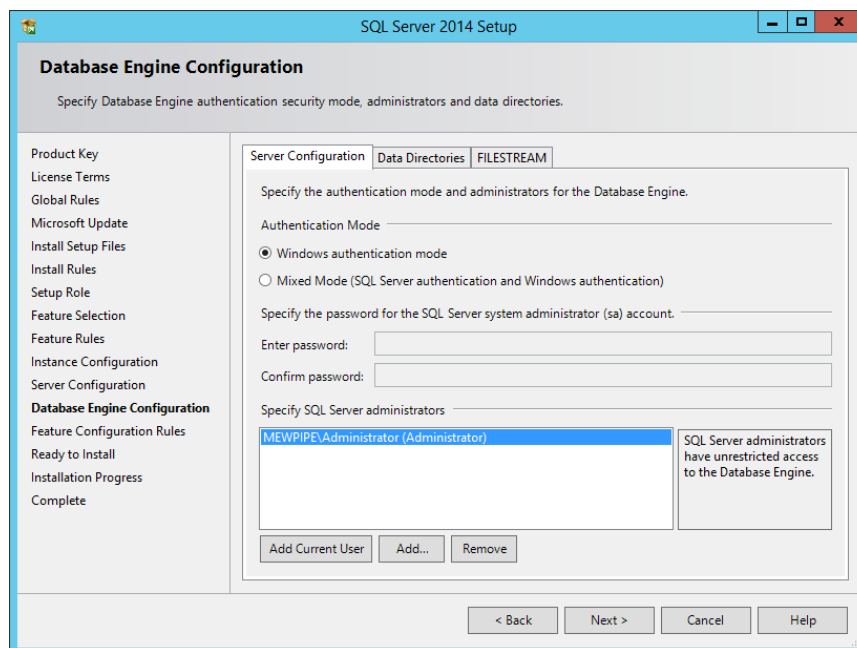 SQL Server 2014 Setup
Database Engine Configuration
Specify Database Engine authentication security mode, administrators and data directories.
Product Key
License Terms
Global Rules
Microsoft Update
Install Setup Files
Install Rules
Setup Role
Feature Selection
Feature Rules
Instance Configuration
Server Configuration
Database Engine Configuration
Feature Configuration Rules
Ready to Install
Installation Progress
Complete
Server Configuration Data Directories FILESTREAM
Specify the authentication mode and administrators for the Database Engine.
Authentication Mode
Windows authentication mode
Mixed Mode (SQL Server authentication and Windows authentication)
Specify the password for the SQL Server system administrator (sa) account.
Enter password:
Confirm password:
Specify SQL Server administrators
MEWPIPE\Administrator (Administrator)
SQL Server administrators
have unrestricted access
to the Database Engine.
Add Current User Add... Remove
< Back Next > Cancel Help